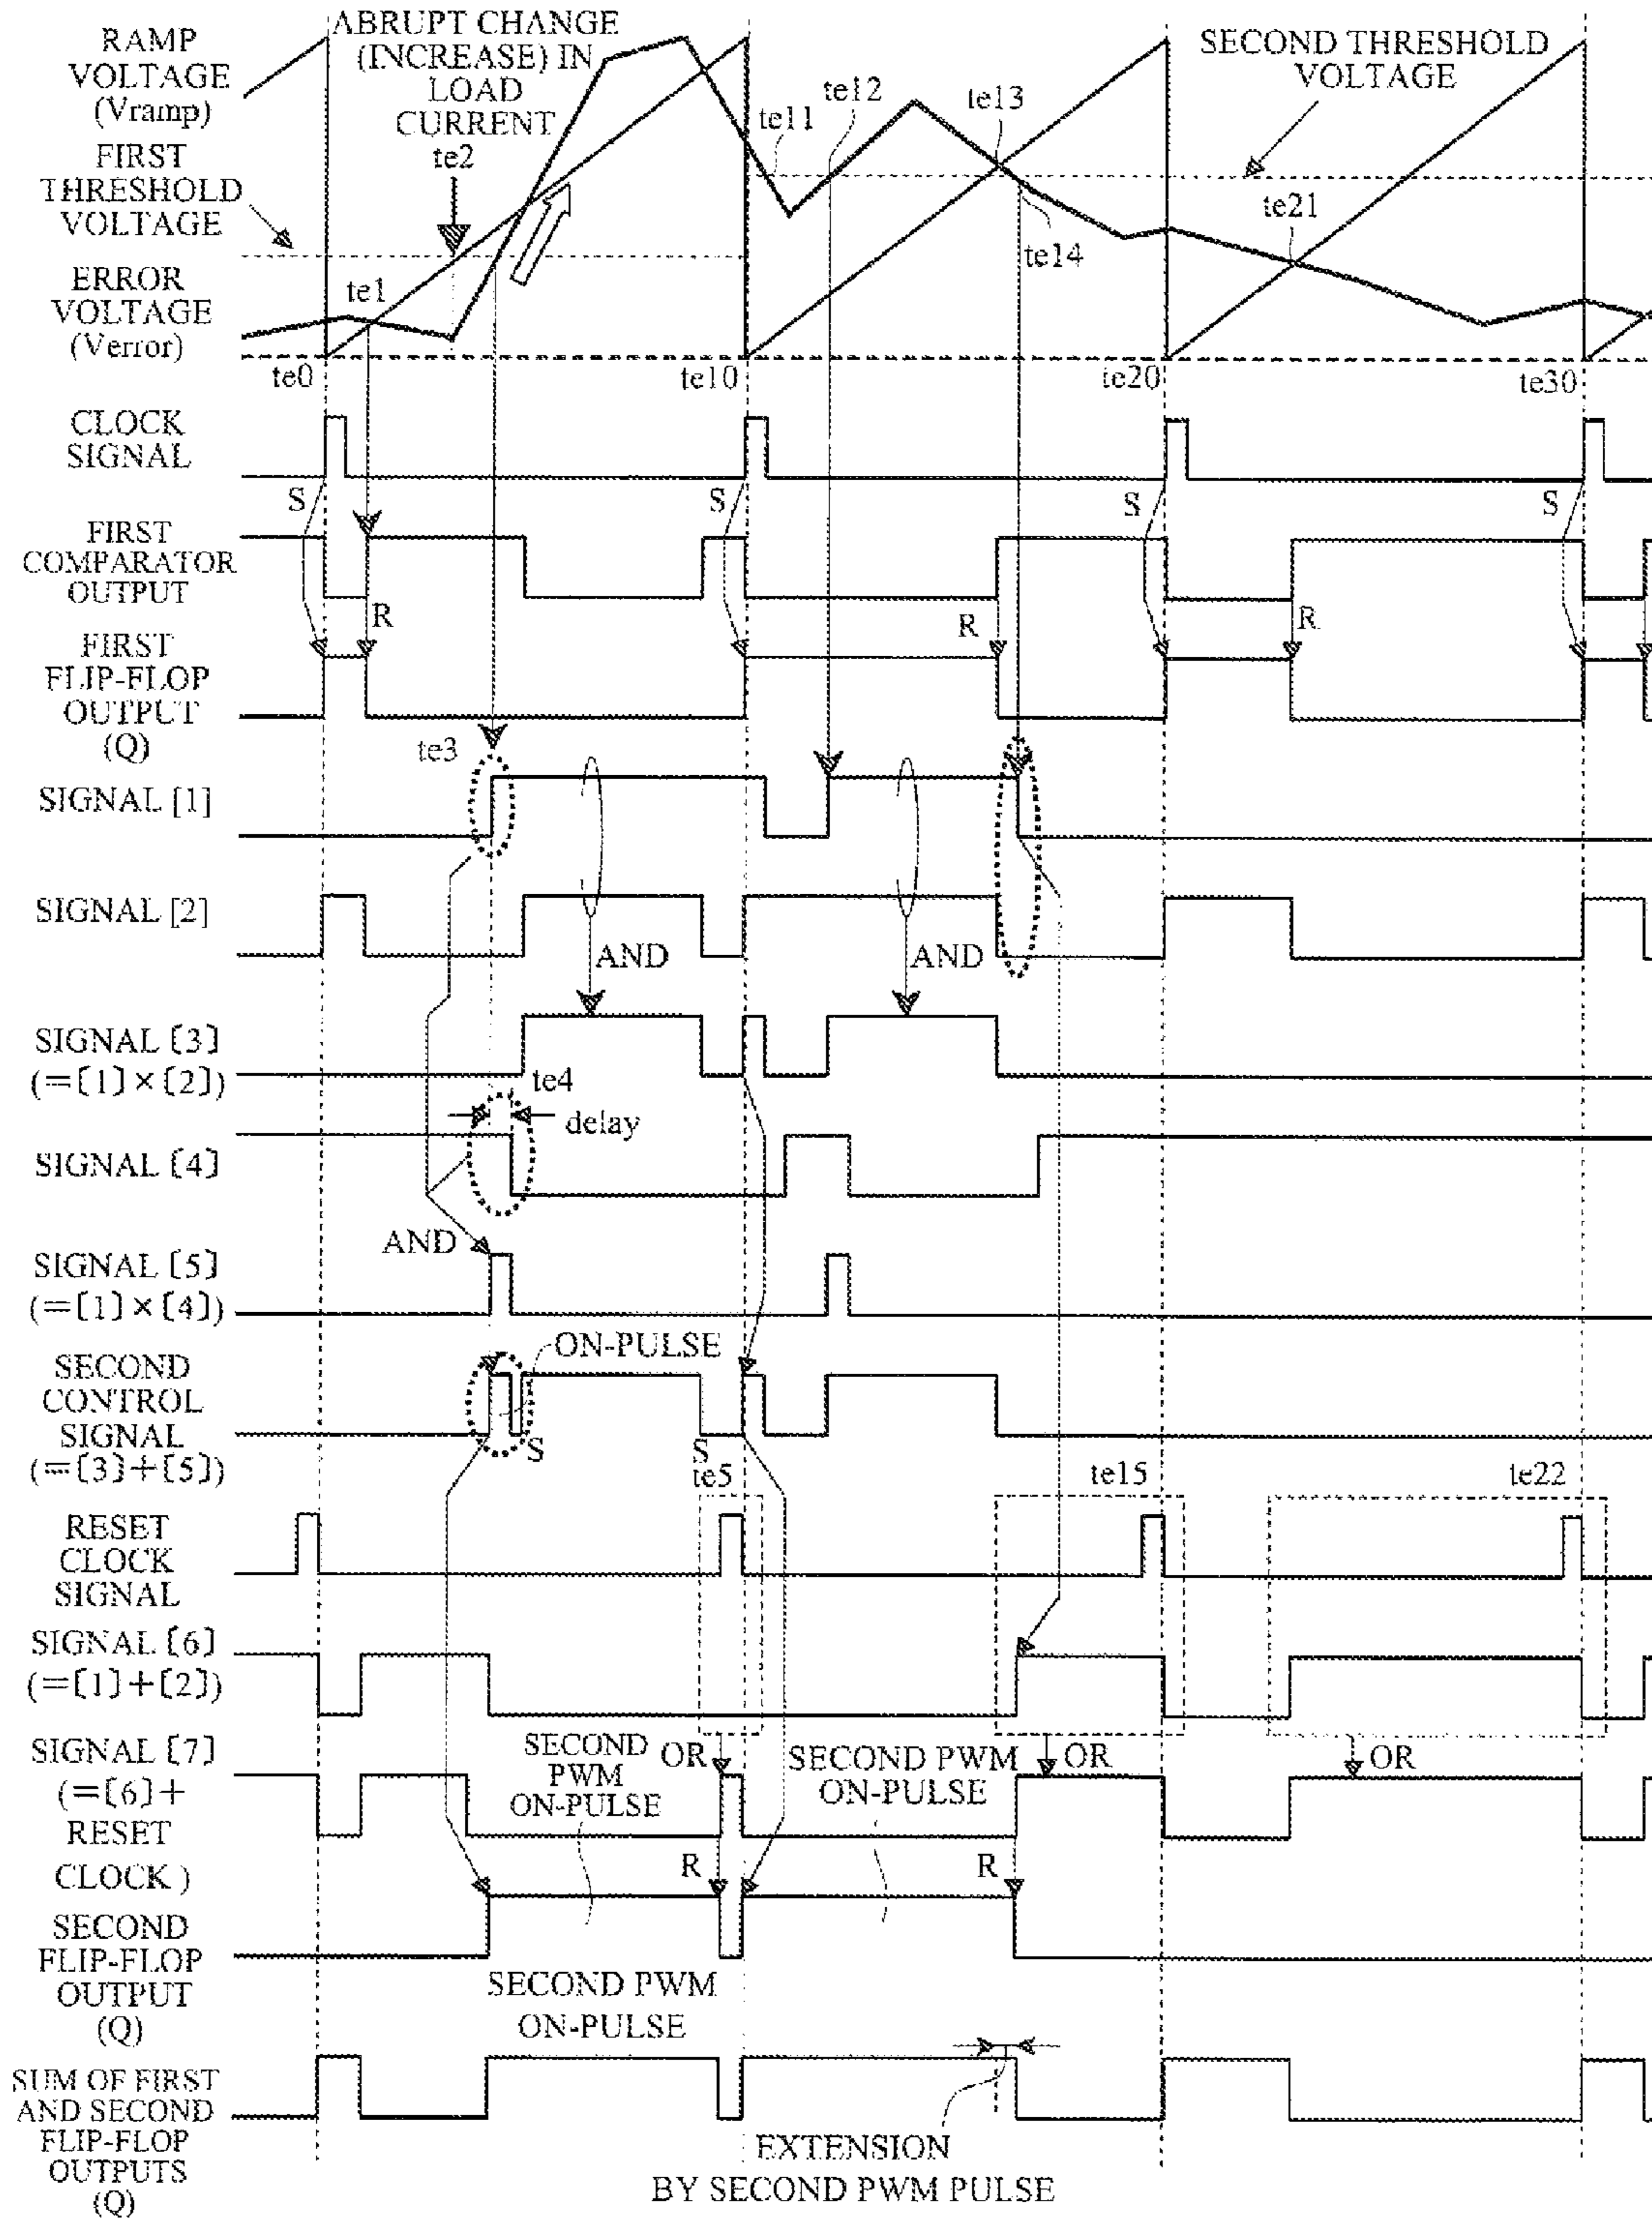 RAMP
VOLTAGE
(Vramp)
ABRUPT CHANGE
(INCREASE) IN
LOAD
CURRENT
te2
SECOND THRESHOLD
VOLTAGE
te11
te12
te13
FIRST
THRESHOLD
VOLTAGE
te21
te14
ERROR
VOLTAGE
(Verror)
te1
te0
te10
te20
te30
CLOCK
SIGNAL
S
S
S
S
FIRST
COMPARATOR
OUTPUT
R
R
R
FIRST
FLIP-FLOP
OUTPUT
(Q)
te3
SIGNAL [1]
SIGNAL [2]
AND
AND
SIGNAL [3]
(=[1]×[2])
te4
delay
SIGNAL [4]
AND
SIGNAL [5]
(=[1]×[4])
ON-PULSE
SECOND
CONTROL
SIGNAL
(=[3]+[5])
S
S
te5
te15
te22
RESET
CLOCK
SIGNAL
SIGNAL [6]
(=[1]+[2])
SIGNAL [7]
(=[6]+
RESET
CLOCK)
SECOND
PWM
ON-PULSE
OR
SECOND PWM
ON-PULSE
OR
OR
R
R
SECOND
FLIP-FLOP
OUTPUT
(Q)
SECOND PWM
ON-PULSE
SUM OF FIRST
AND SECOND
FLIP-FLOP
OUTPUTS
(Q)
EXTENSION
BY SECOND PWM PULSE